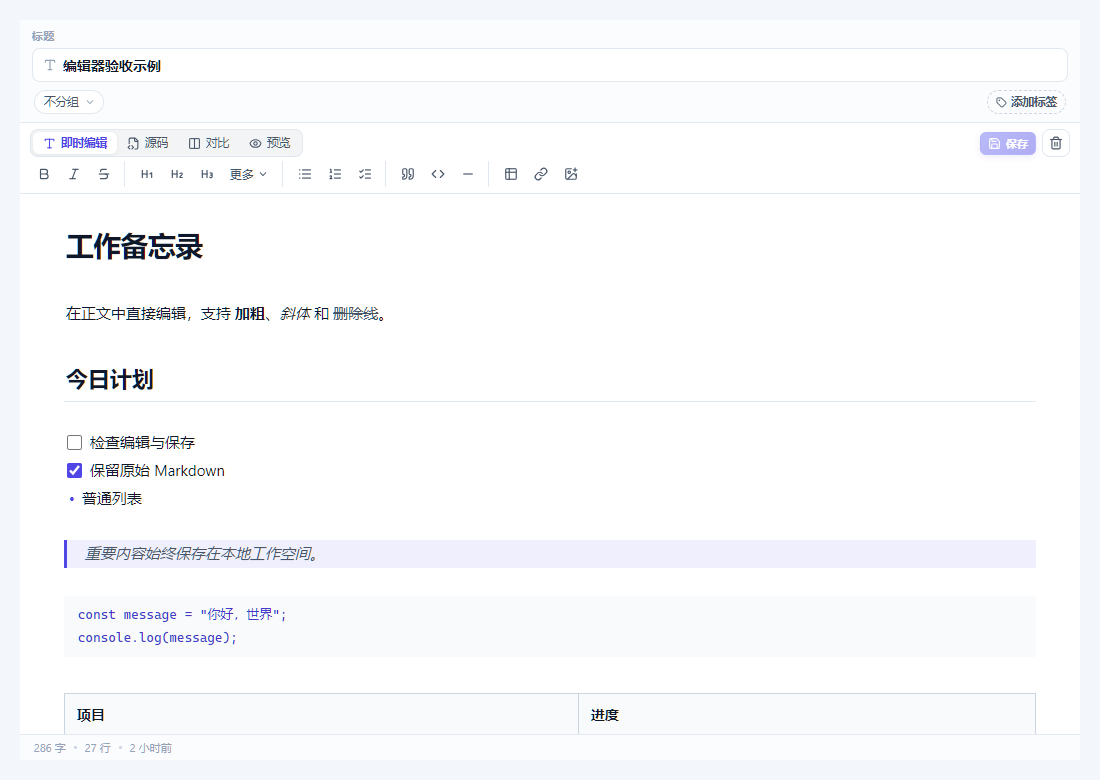 标题
编辑器验收示例
不分组
添加标签
即时编辑 源码 对比 预览 保存
B I S H1 H2 H3 更多
工作备忘录
在正文中直接编辑，支持 加粗、斜体 和 删除线。
今日计划
检查编辑与保存
保留原始 Markdown
• 普通列表
重要内容始终保存在本地工作空间。
const message = "你好，世界";
console.log(message);
项目 进度
286 字 • 27 行 • 2 小时前